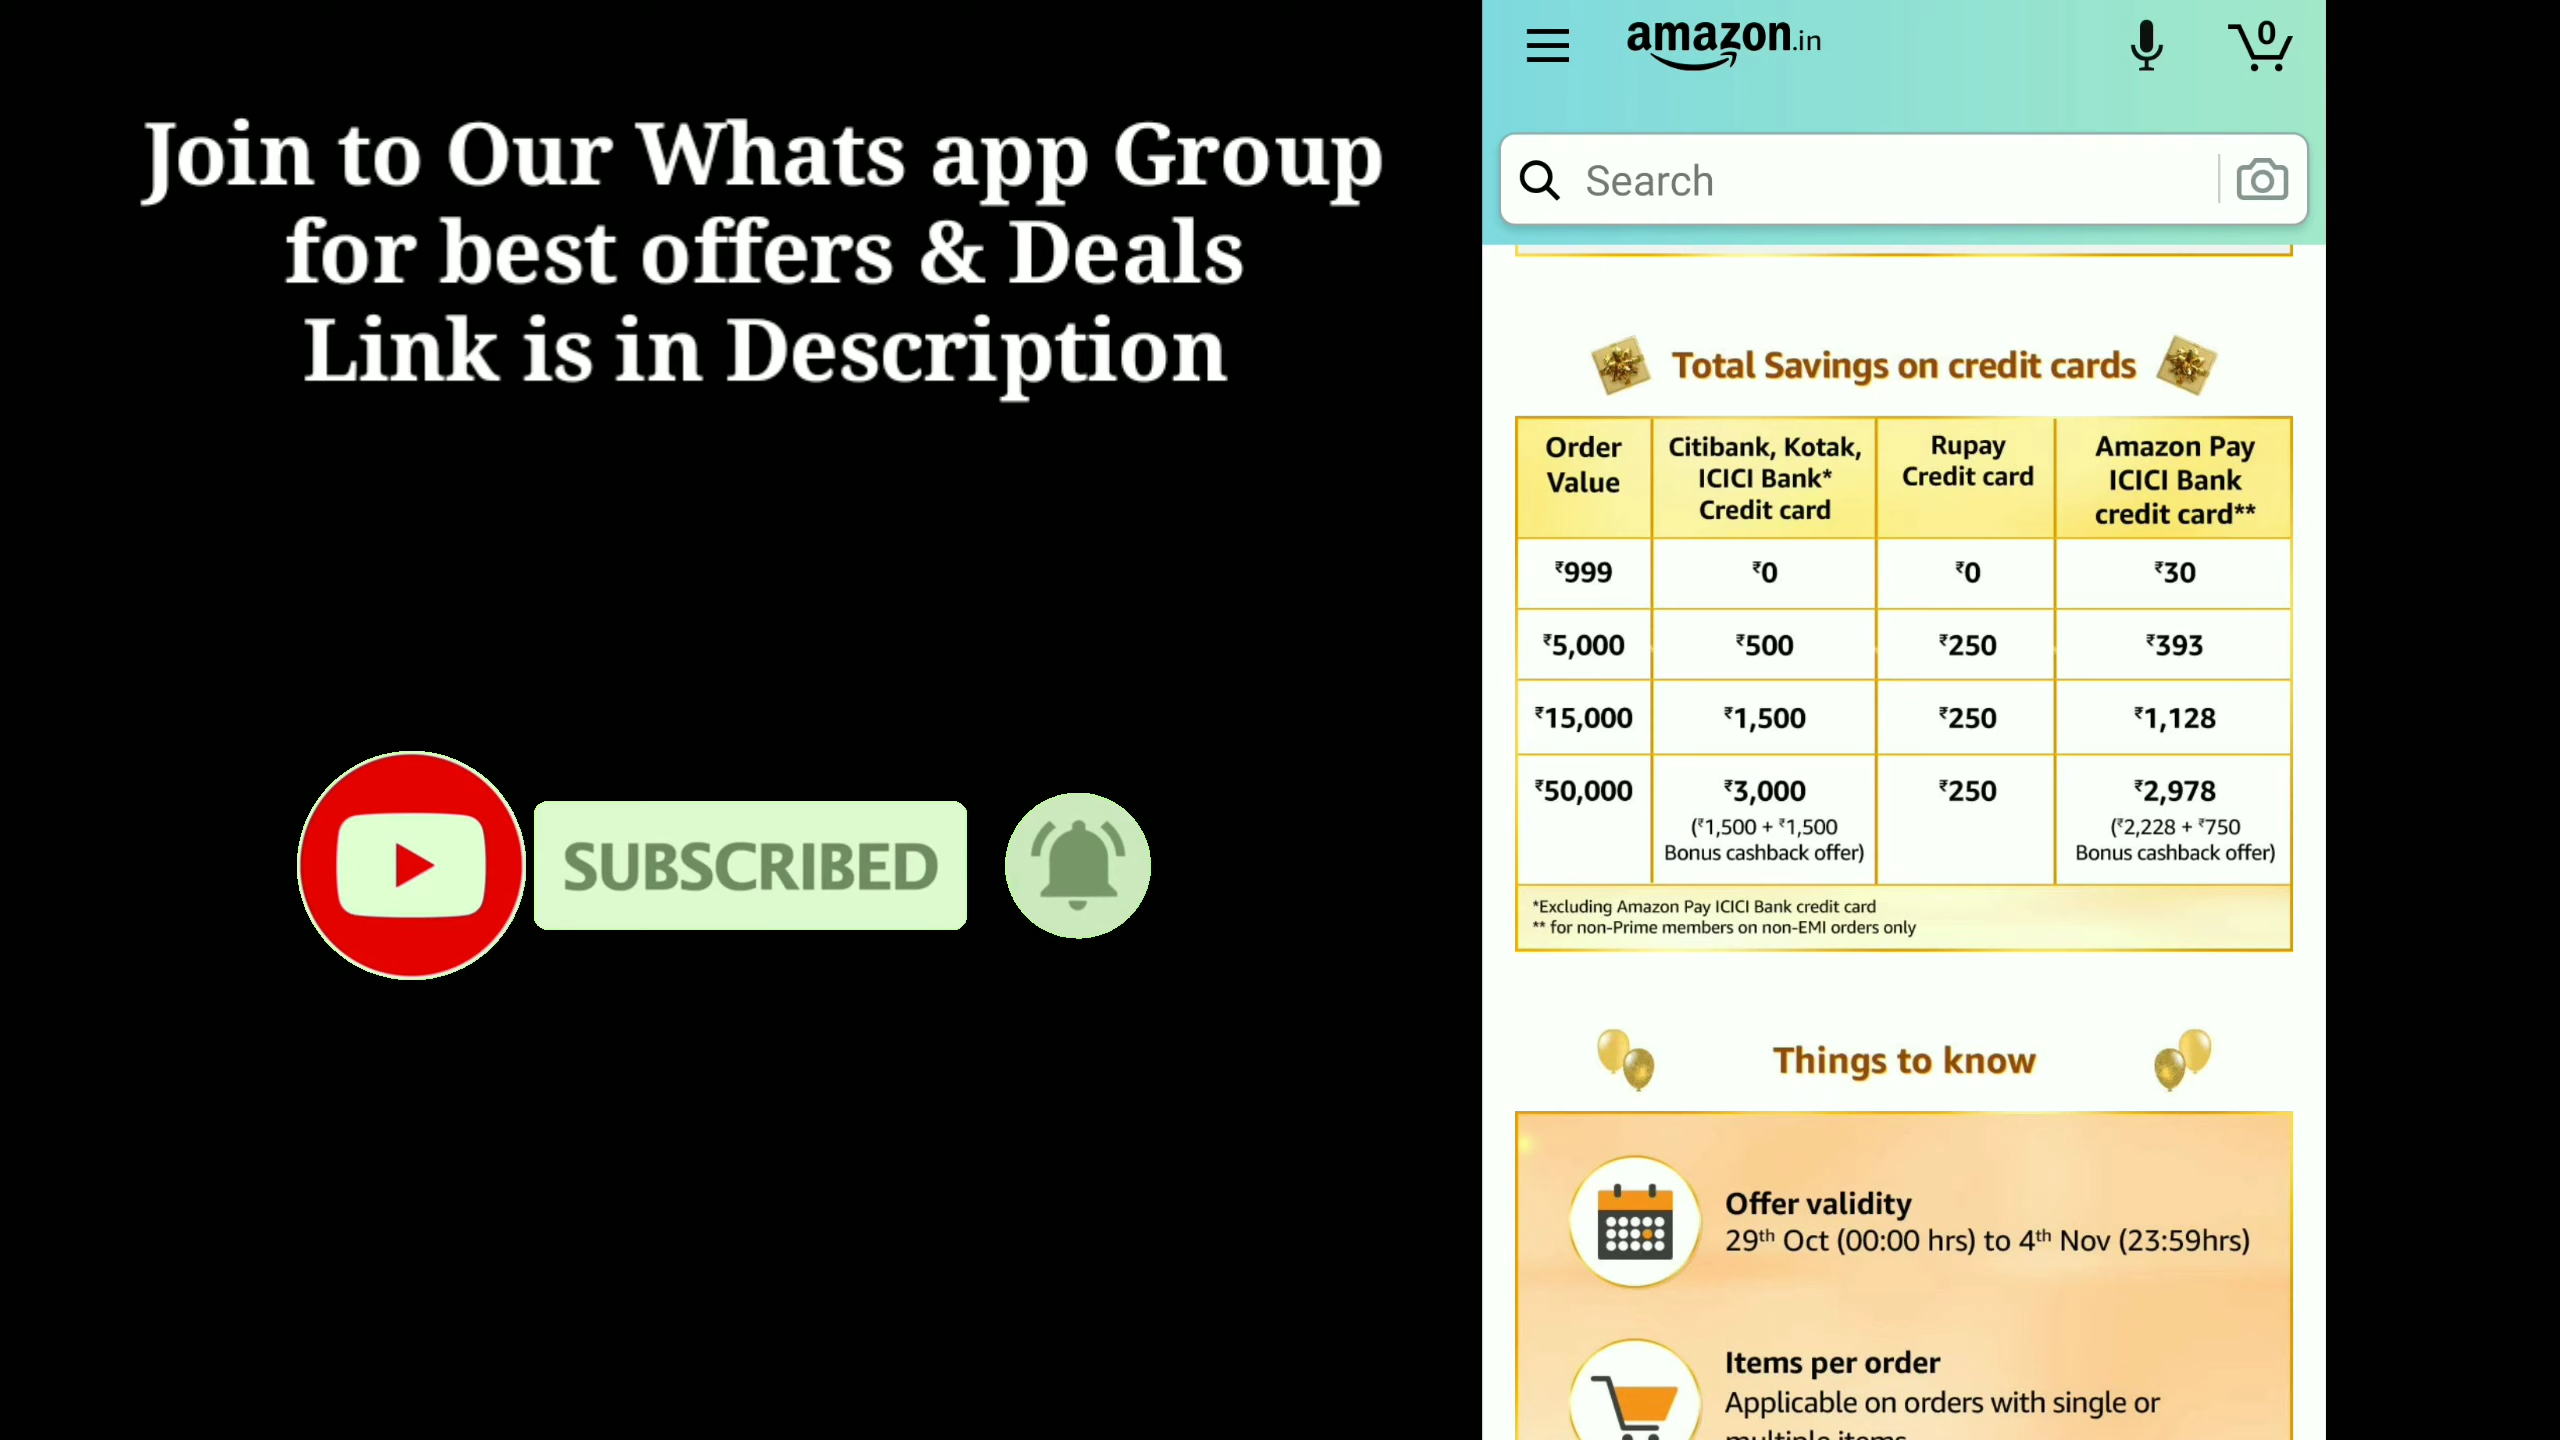 Join to Our Whats app Group
for best offers & Deals
Link is in Description
SUBSCRIBED
amazon.in
0
Search
Total Savings on credit cards
Order Value
Citibank, Kotak, ICICI Bank* Credit card
Rupay Credit card
Amazon Pay ICICI Bank credit card**
₹999 ₹0 ₹0 ₹30
₹5,000 ₹500 ₹250 ₹393
₹15,000 ₹1,500 ₹250 ₹1,128
₹50,000 ₹3,000 (₹1,500 + ₹1,500 Bonus cashback offer) ₹250 ₹2,978 (₹2,228 + ₹750 Bonus cashback offer)
*Excluding Amazon Pay ICICI Bank credit card
** for non-Prime members on non-EMI orders only
Things to know
Offer validity
29th Oct (00:00 hrs) to 4th Nov (23:59hrs)
Items per order
Applicable on orders with single or
multiple items